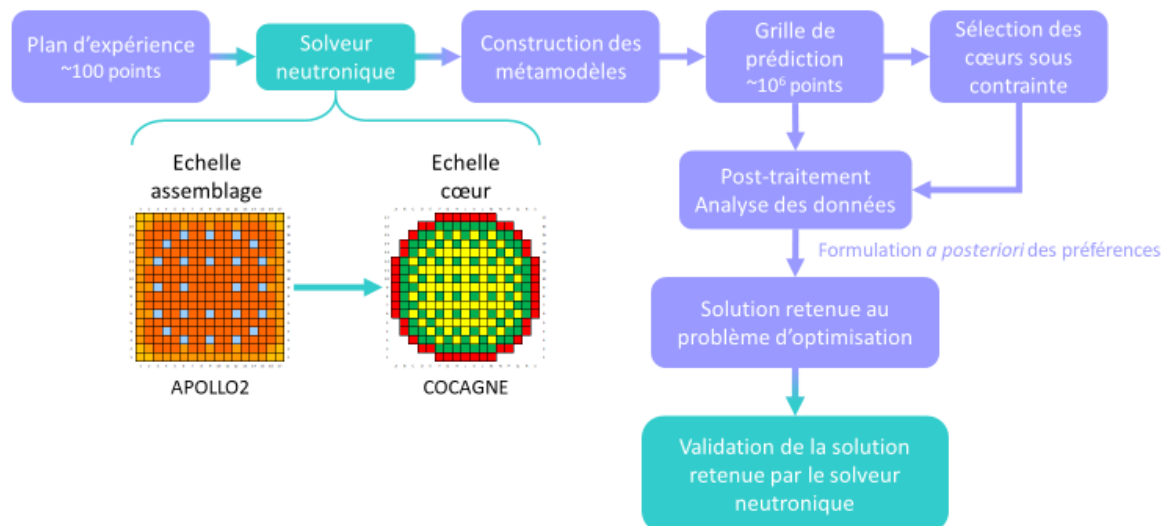 Plan d'expérience
~100 points
Solveur
neutronique
Construction des
métamodèles
Grille de
prédiction
~10⁶ points
Sélection des
cœurs sous
contrainte
Echelle
assemblage
Echelle
cœur
APOLLO2
COCAGNE
Post-traitement
Analyse des données
Formulation a posteriori des préférences
Solution retenue au
problème d'optimisation
Validation de la solution
retenue par le solveur
neutronique